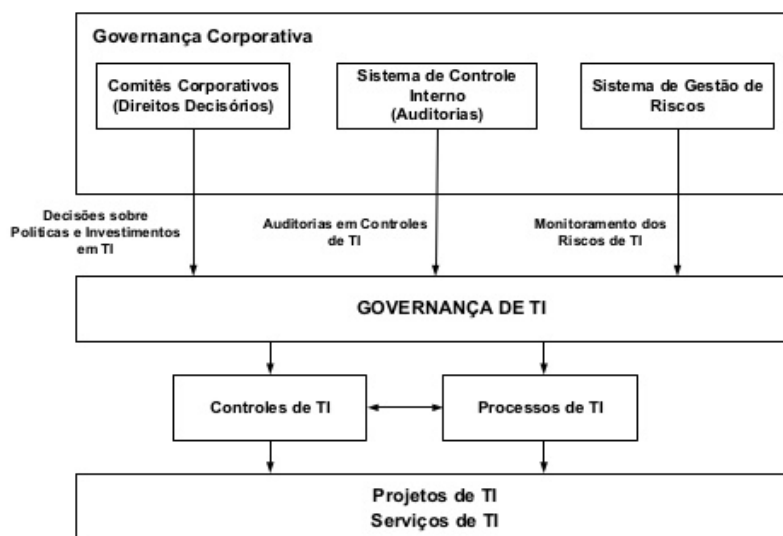 Governança Corporativa
Comitês Corporativos
(Direitos Decisórios)
Sistema de Controle
Interno
(Auditorias)
Sistema de Gestão de
Riscos
Decisões sobre
Políticas e Investimentos
em TI
Auditorias em Controles
de TI
Monitoramento dos
Riscos de TI
GOVERNANÇA DE TI
Controles de TI
Processos de TI
Projetos de TI
Serviços de TI